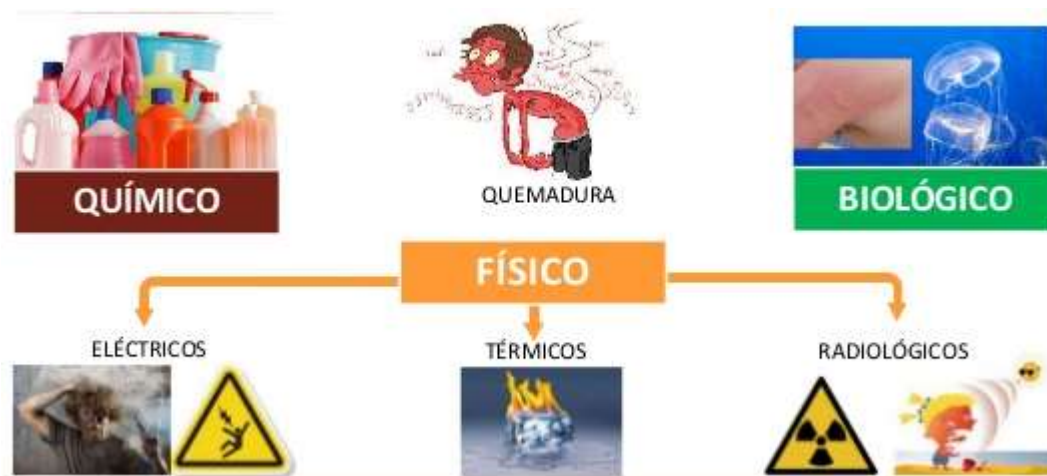 QUEMADURA
QUÍMICO
BIOLÓGICO
FÍSICO
ELÉCTRICOS
TÉRMICOS
RADIOLÓGICOS